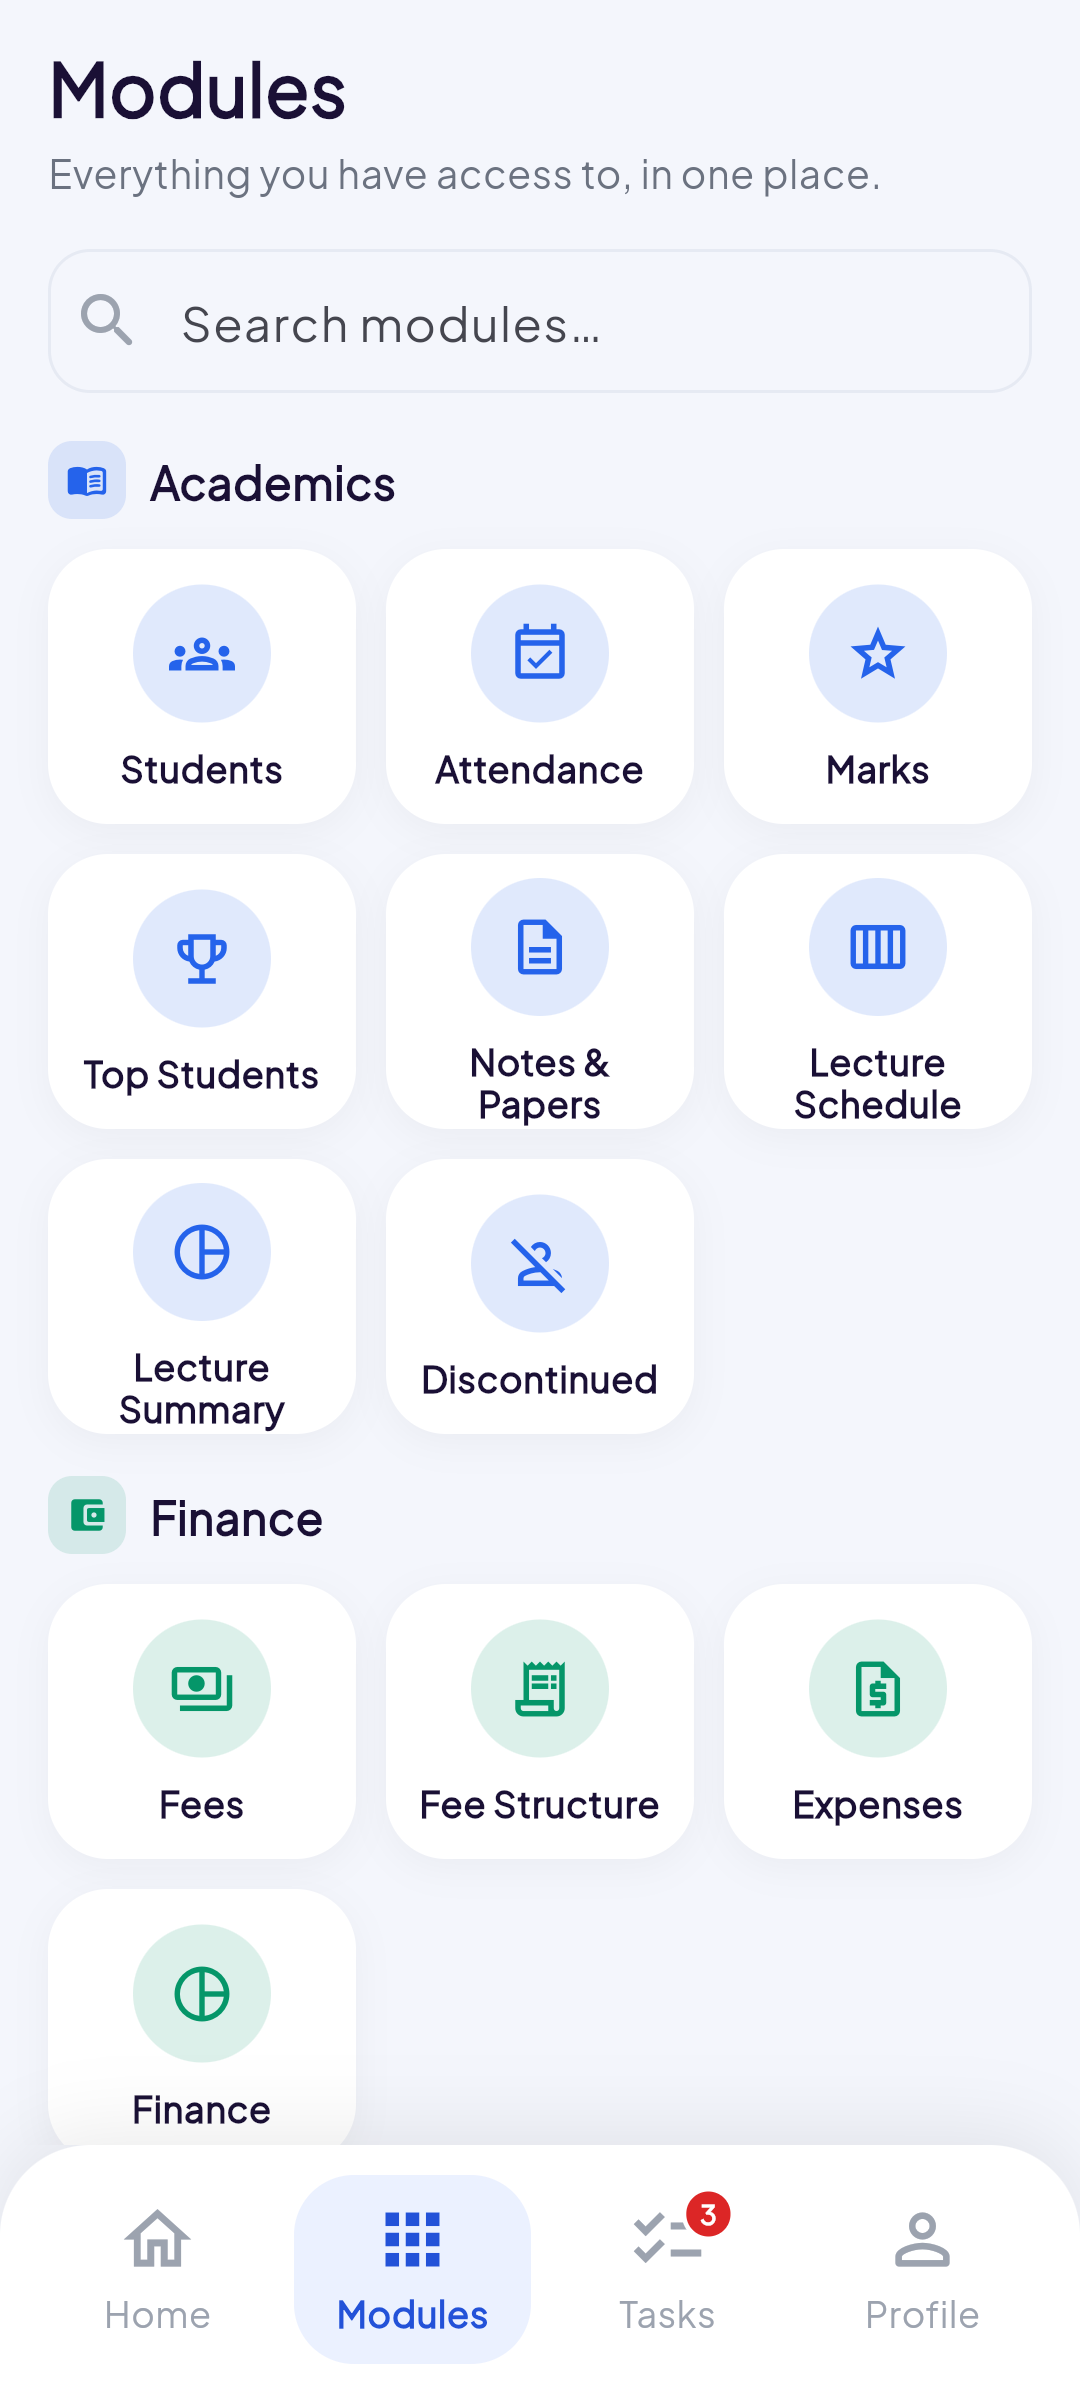 Modules
Everything you have access to, in one place.
Search modules...
Academics
Students
Attendance
Marks
Top Students
Notes &
Papers
Lecture
Schedule
Lecture
Summary
Discontinued
Finance
Fees
Fee Structure
Expenses
Finance
Home
Modules
3
Tasks
Profile